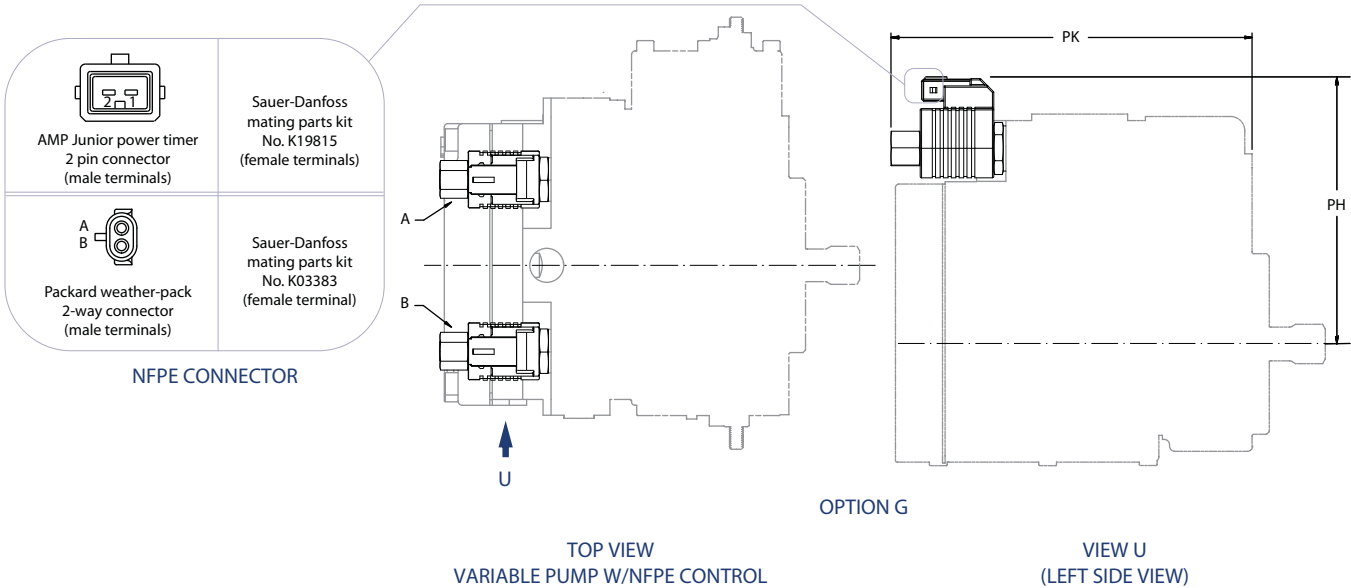 2 1
AMP Junior power timer
2 pin connector
(male terminals)
Sauer-Danfoss
mating parts kit
No. K19815
(female terminals)
A
B
Packard weather-pack
2-way connector
(male terminals)
Sauer-Danfoss
mating parts kit
No. K03383
(female terminal)
NFPE CONNECTOR
A
B
U
TOP VIEW
VARIABLE PUMP W/NFPE CONTROL
OPTION G
PK
PH
VIEW U
(LEFT SIDE VIEW)